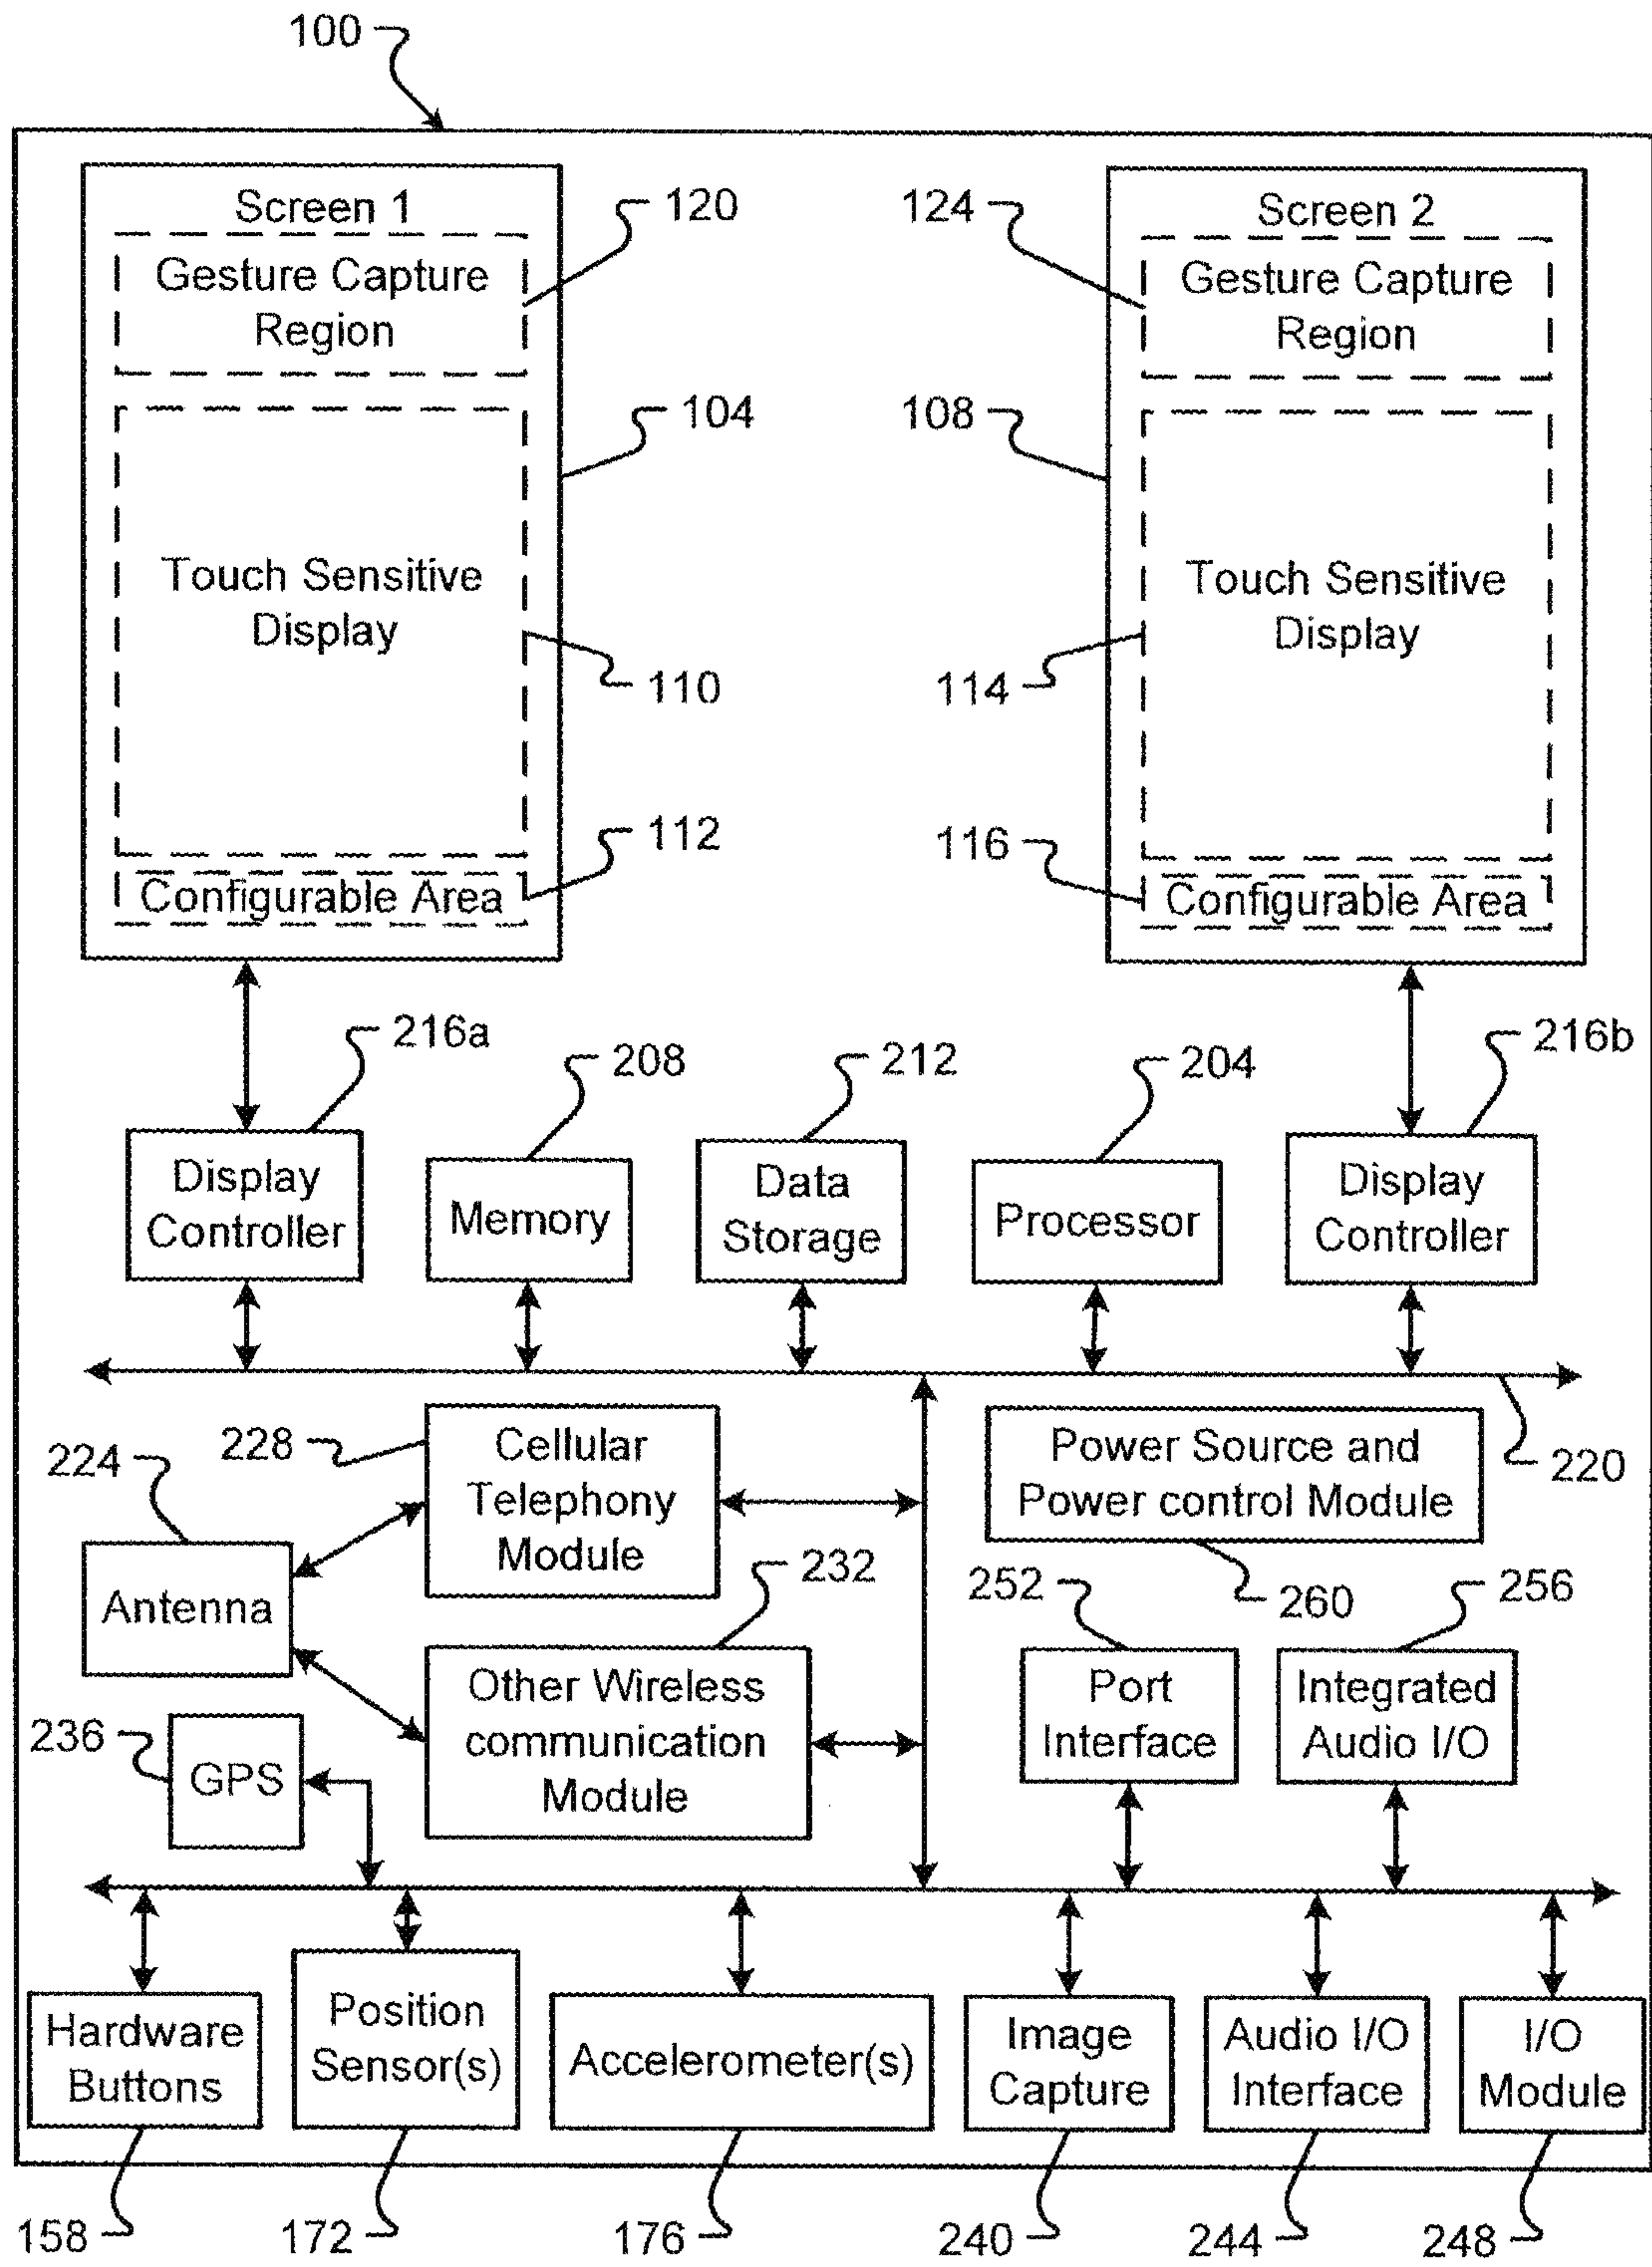 100
Screen 1
Gesture Capture
Region
120
124
Screen 2
Gesture Capture
Region
104
108
Touch Sensitive
Display
110
114
Touch Sensitive
Display
112
116
Configurable Area
Configurable Area
216a
208
212
204
216b
Display
Controller
Memory
Data
Storage
Processor
Display
Controller
220
224
228
Cellular
Telephony
Module
Power Source and
Power control Module
260
Antenna
232
252
256
236
GPS
Other Wireless
communication
Module
Port
Interface
Integrated
Audio I/O
Hardware
Buttons
Position
Sensor(s)
Accelerometer(s)
Image
Capture
Audio I/O
Interface
I/O
Module
158
172
176
240
244
248